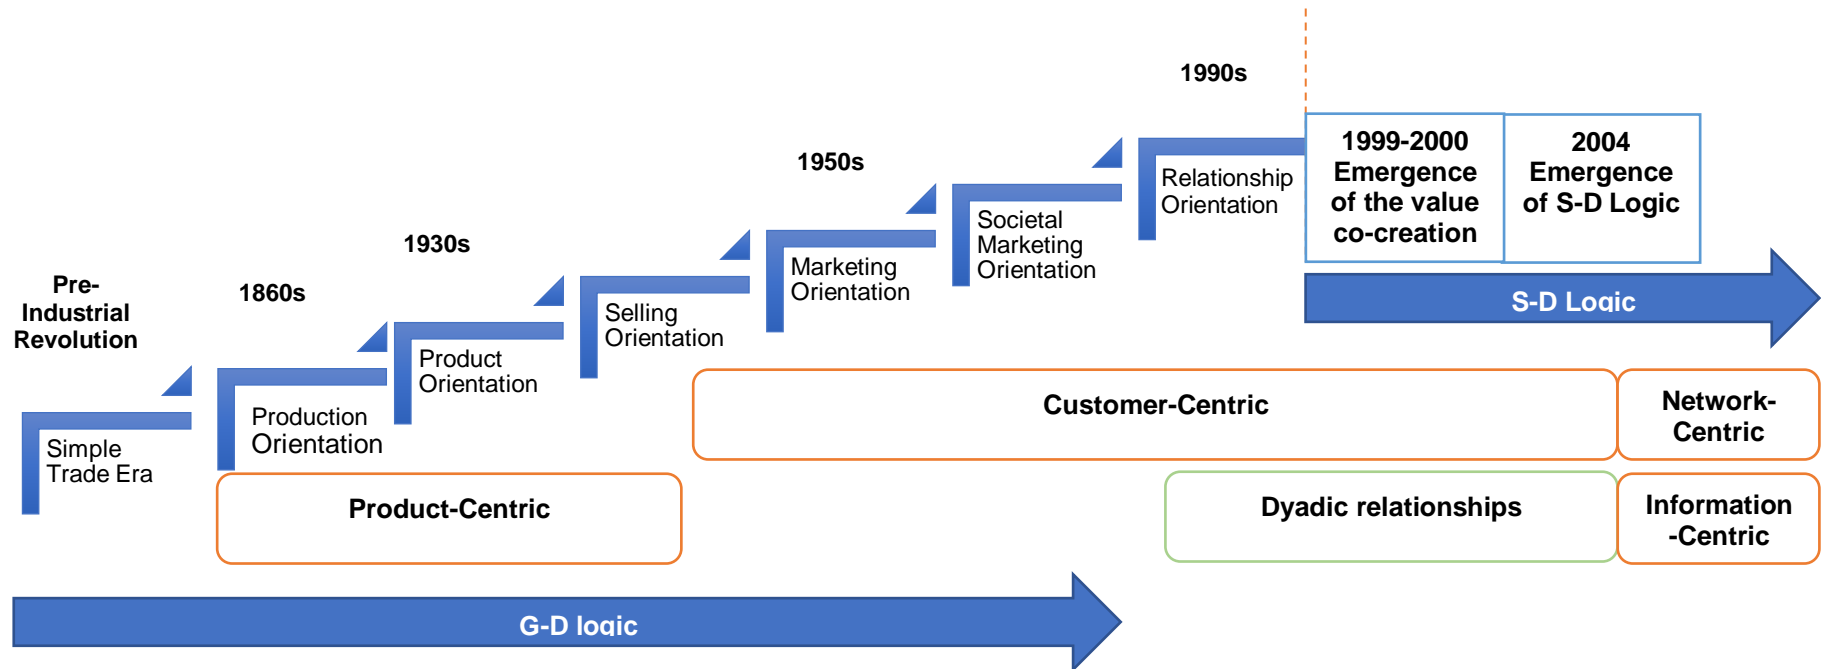 Pre-
Industrial
Revolution
1860s
1930s
1950s
1990s
Simple
Trade Era
Production
Orientation
Product
Orientation
Selling
Orientation
Marketing
Orientation
Societal
Marketing
Orientation
Relationship
Orientation
1999-2000
Emergence
of the value
co-creation
2004
Emergence
of S-D Logic
S-D Logic
Customer-Centric
Network-
Centric
Product-Centric
Dyadic relationships
Information
-Centric
G-D logic